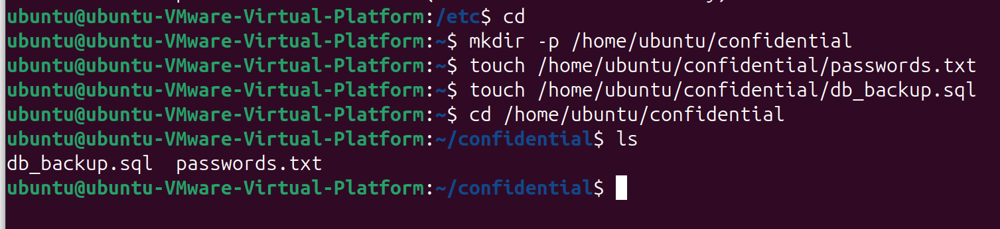 ubuntu@ubuntu-VMware-Virtual-Platform:/etc$ cd
ubuntu@ubuntu-VMware-Virtual-Platform:~$ mkdir -p /home/ubuntu/confidential
ubuntu@ubuntu-VMware-Virtual-Platform:~$ touch /home/ubuntu/confidential/passwords.txt
ubuntu@ubuntu-VMware-Virtual-Platform:~$ touch /home/ubuntu/confidential/db_backup.sql
ubuntu@ubuntu-VMware-Virtual-Platform:~$ cd /home/ubuntu/confidential
ubuntu@ubuntu-VMware-Virtual-Platform:~/confidential$ ls
db_backup.sql  passwords.txt
ubuntu@ubuntu-VMware-Virtual-Platform:~/confidential$